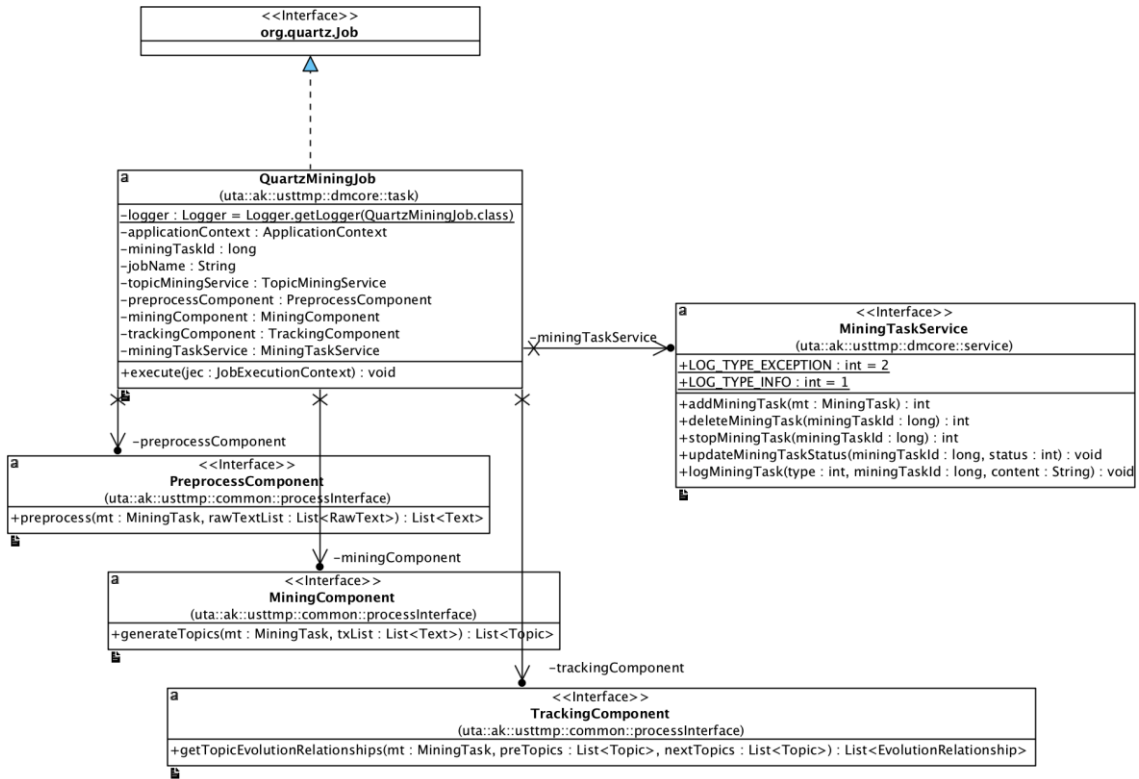 <<Interface>>
org.quartz.Job
a
QuartzMiningJob
(uta::ak::usttmp::dmcore::task)
-logger : Logger = Logger.getLogger(QuartzMiningJob.class)
-applicationContext : ApplicationContext
-miningTaskId : long
-jobName : String
-topicMiningService : TopicMiningService
-preprocessComponent : PreprocessComponent
-miningComponent : MiningComponent
-trackingComponent : TrackingComponent
-miningTaskService : MiningTaskService
+execute(jec : JobExecutionContext) : void
-miningTaskService
a
<<Interface>>
MiningTaskService
(uta::ak::usttmp::dmcore::service)
+LOG_TYPE_EXCEPTION : int = 2
+LOG_TYPE_INFO : int = 1
+addMiningTask(mt : MiningTask) : int
+deleteMiningTask(miningTaskId : long) : int
+stopMiningTask(miningTaskId : long) : int
+updateMiningTaskStatus(miningTaskId : long, status : int) : void
+logMiningTask(type : int, miningTaskId : long, content : String) : void
-preprocessComponent
a
<<Interface>>
PreprocessComponent
(uta::ak::usttmp::common::processInterface)
+preprocess(mt : MiningTask, rawTextList : List<RawText>) : List<Text>
-miningComponent
a
<<Interface>>
MiningComponent
(uta::ak::usttmp::common::processInterface)
+generateTopics(mt : MiningTask, txList : List<Text>) : List<Topic>
-trackingComponent
a
<<Interface>>
TrackingComponent
(uta::ak::usttmp::common::processInterface)
+getTopicEvolutionRelationships(mt : MiningTask, preTopics : List<Topic>, nextTopics : List<Topic>) : List<EvolutionRelationship>